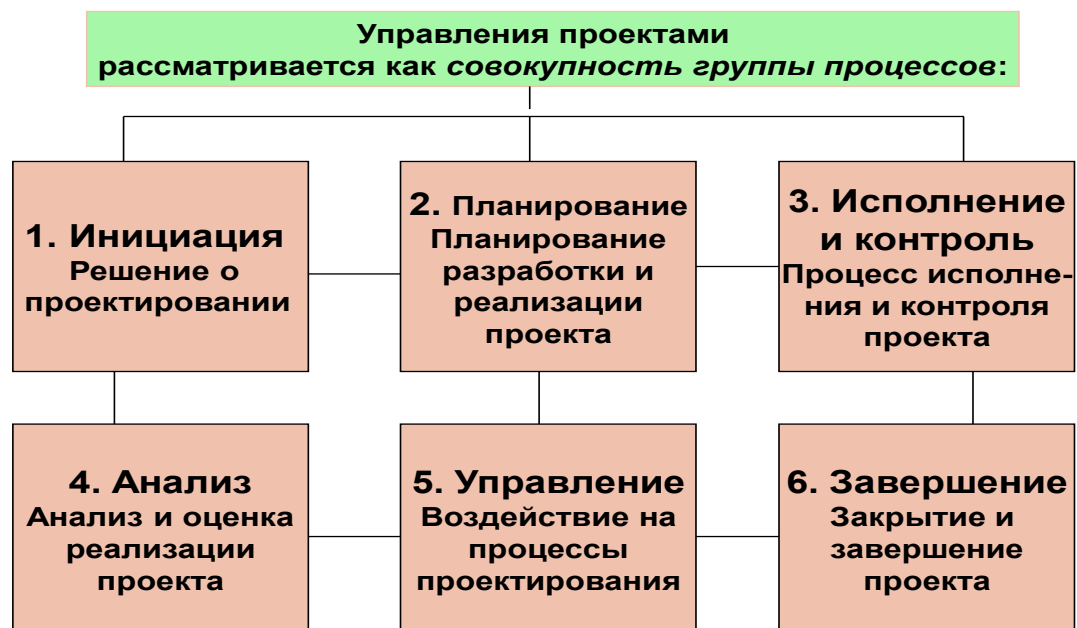 Управления проектами
рассматривается как совокупность группы процессов:
1. Инициация
Решение о
проектировании
2. Планирование
Планирование
разработки и
реализации
проекта
3. Исполнение
и контроль
Процесс исполне-
ния и контроля
проекта
4. Анализ
Анализ и оценка
реализации
проекта
5. Управление
Воздействие на
процессы
проектирования
6. Завершение
Закрытие и
завершение
проекта